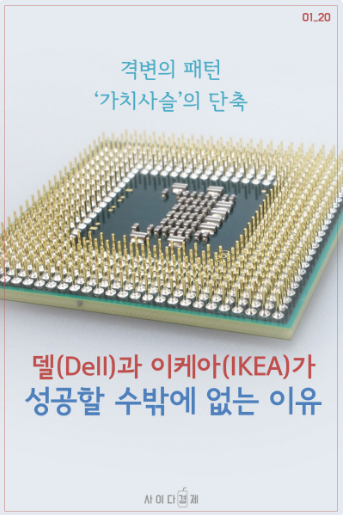 01_20
격변의 패턴
‘가치사슬’의 단축
델(Dell)과 이케아(IKEA)가
성공할 수밖에 없는 이유
사이다경제